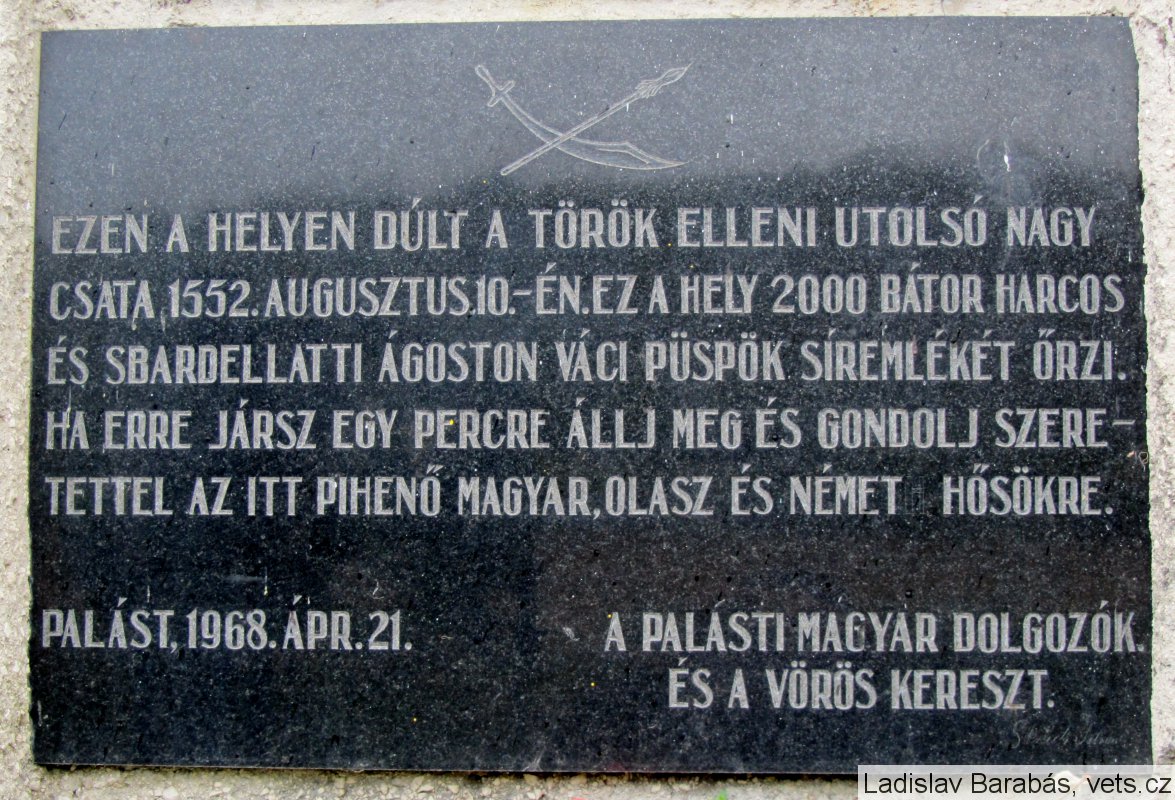 EZEN A HELYEN DÚLT A TÖRÖK ELLENI UTOLSÓ NAGY
CSATA, 1552. AUGUSZTUS.10.-ÉN. EZ A HELY 2000 BÁTOR HARCOS
ÉS SBARDELLATTI ÁGOSTON VÁCI PÜSPÖK SÍREMLÉKÉT ŐRZI.
HA ERRE JÁRSZ EGY PERCRE ÁLLJ MEG ÉS GONDOLJ SZERE-
TETTEL AZ ITT PIHENŐ MAGYAR, OLASZ ÉS NÉMET HŐSÖKRE.
PALÁST, 1968. ÁPR. 21.
A PALÁSTI MAGYAR DOLGOZÓK.
ÉS A VÖRÖS KERESZT.
Ladislav Barabás, vets.cz